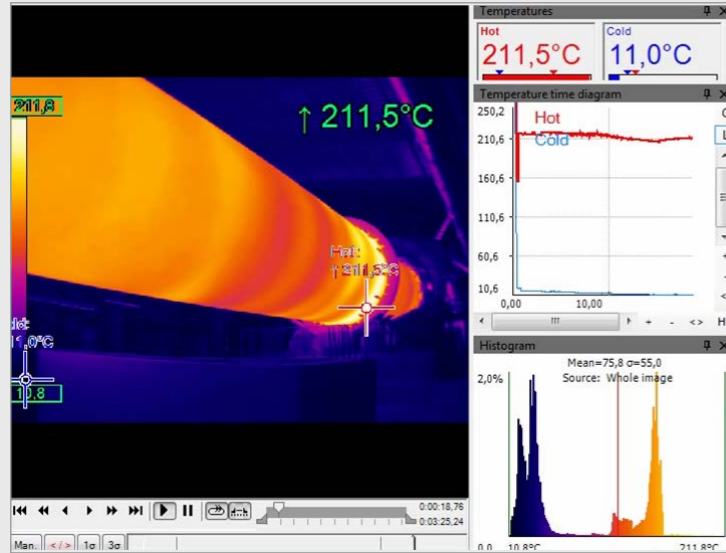 Temperatures
Hot
211,5°C
Cold
11,0°C
Temperature time diagram
250,2
210,6
160,6
110,6
60,6
10,6
Hot
Cold
0,00
10,00
+ - <> H
Histogram
Mean=75,8 σ=55,0
Source: Whole image
2,0%
0,0
10,8°C
211,8°C
211,8
↑ 211,5°C
Hot:
↑211,5°C
10,8
0:00:18,76
0:03:25,24
Man.
</>
1σ
3σ